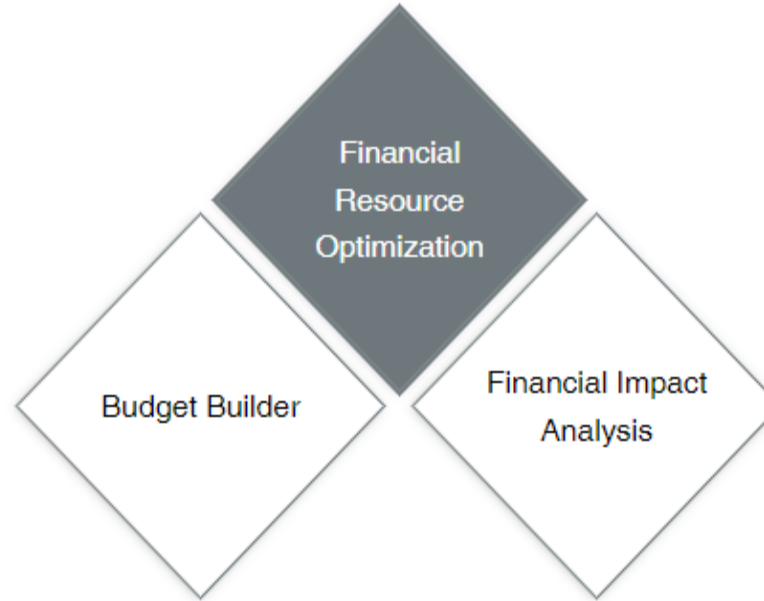 Financial
Resource
Optimization
Budget Builder
Financial Impact
Analysis